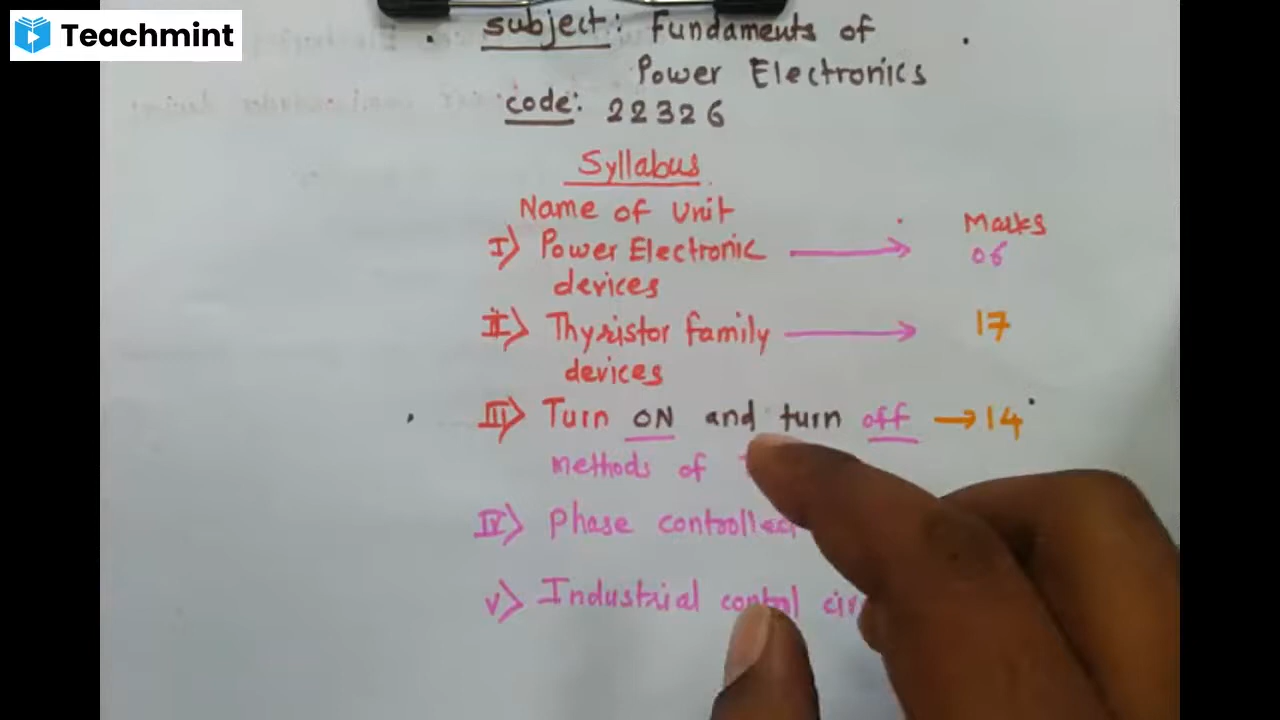 Teachmint
subject: Fundaments of
Power Electronics
code: 22326
Syllabus
Name of Unit
Marks
I) Power Electronic → 06
devices
II) Thyristor family → 17
devices
III) Turn ON and turn off → 14
methods of
IV) Phase controlled
V) Industrial control